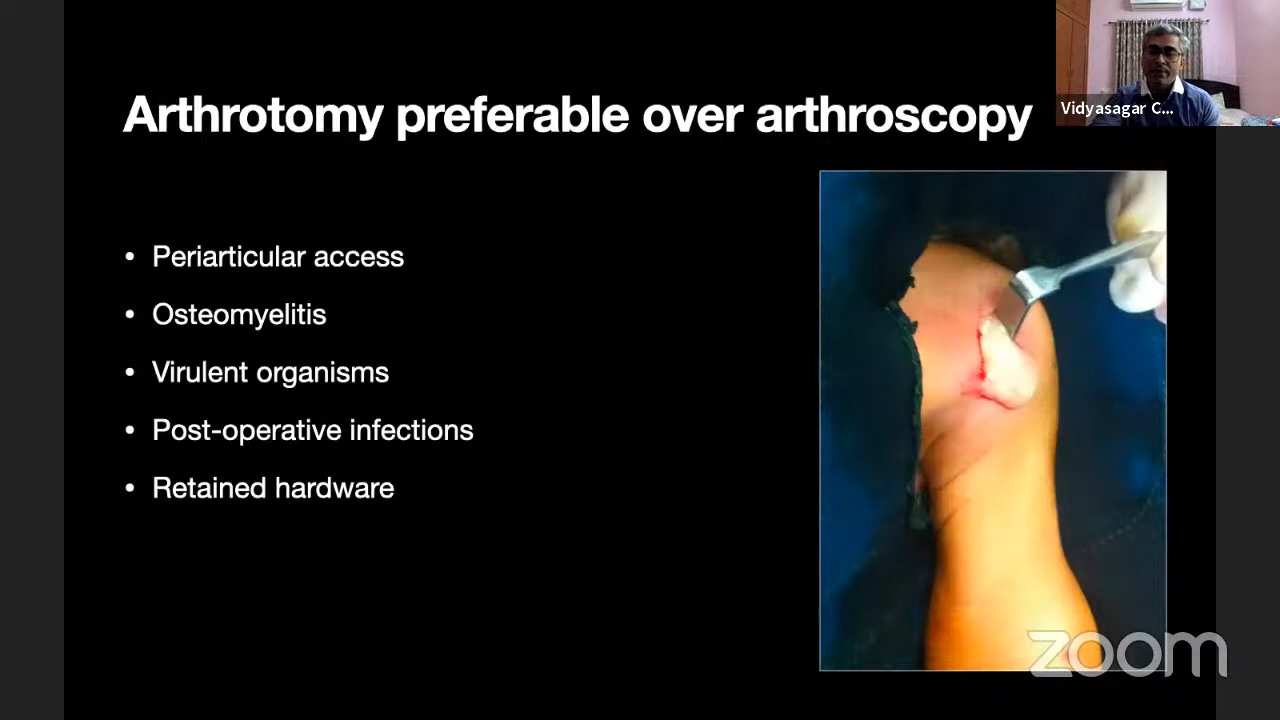 Arthrotomy preferable over arthroscopy
Vidyasagar C...
• Periarticular access
• Osteomyelitis
• Virulent organisms
• Post-operative infections
• Retained hardware
zoom